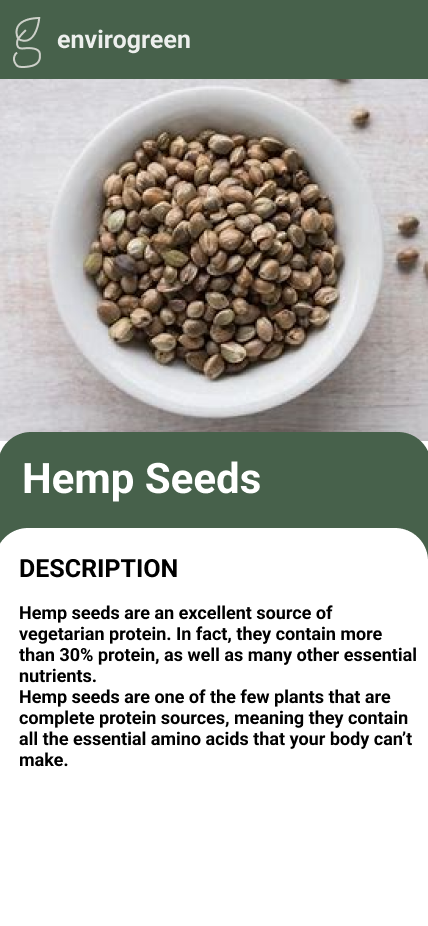 envirogreen
Hemp Seeds
DESCRIPTION
Hemp seeds are an excellent source of
vegetarian protein. In fact, they contain more
than 30% protein, as well as many other essential
nutrients.
Hemp seeds are one of the few plants that are
complete protein sources, meaning they contain
all the essential amino acids that your body can’t
make.